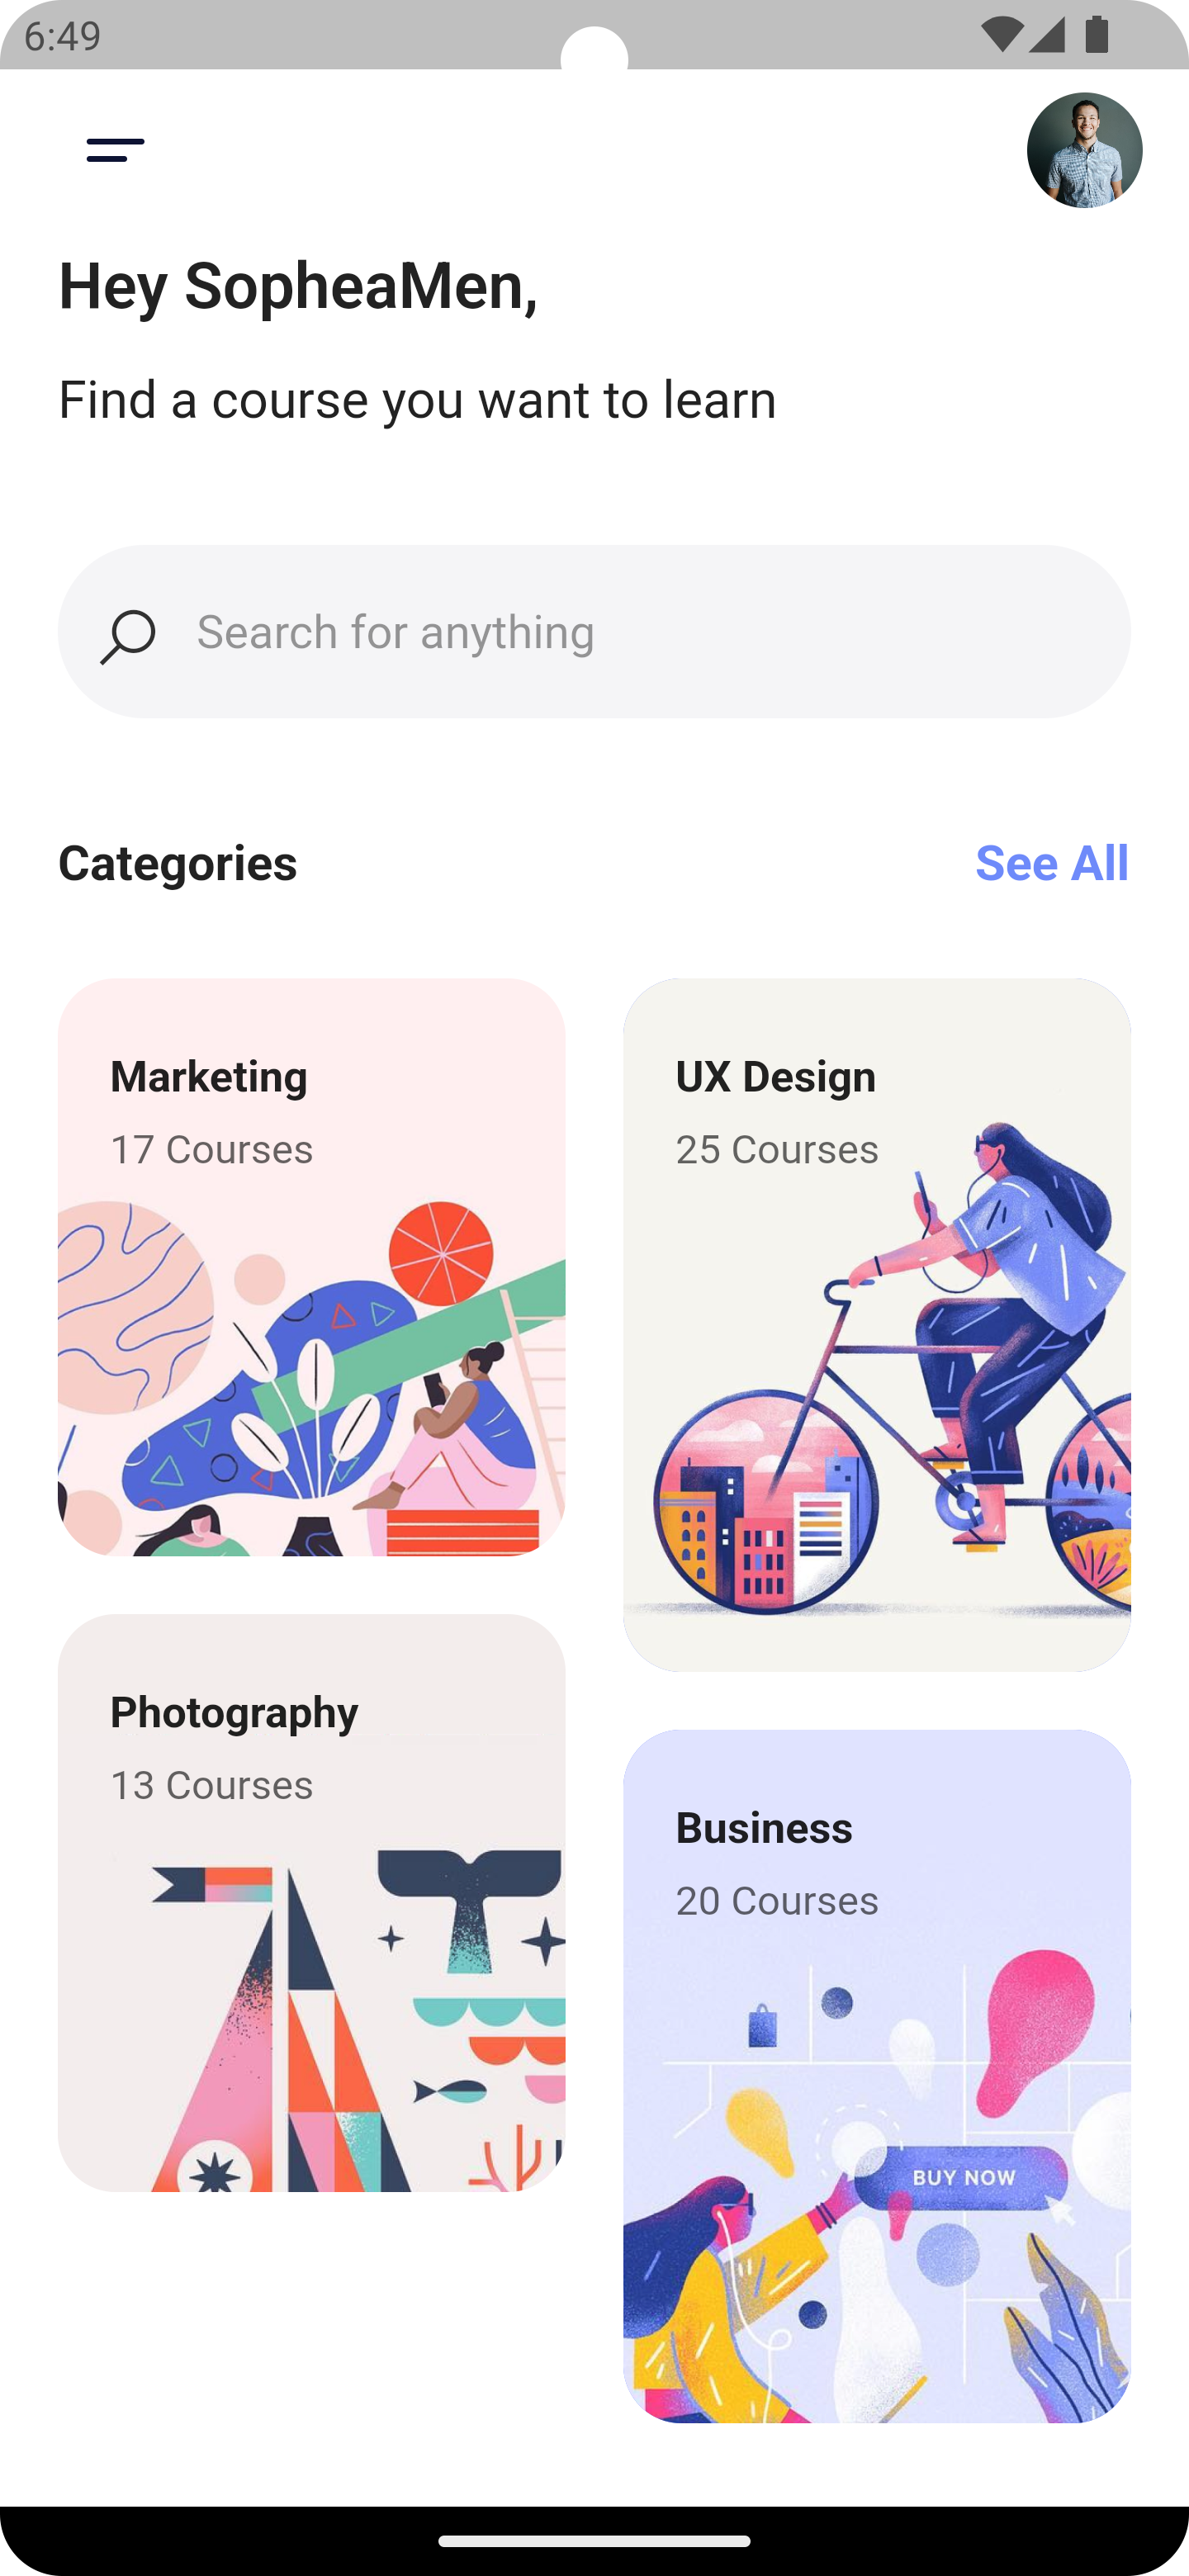 6:49
Hey SopheaMen,
Find a course you want to learn
Search for anything
Categories
See All
Marketing
17 Courses
UX Design
25 Courses
Photography
13 Courses
Business
20 Courses
BUY NOW